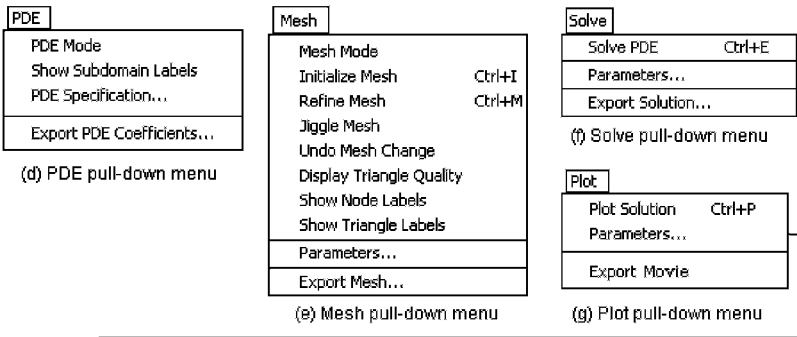 PDE
PDE Mode
Show Subdomain Labels
PDE Specification...
Export PDE Coefficients...
(d) PDE pull-down menu
Mesh
Mesh Mode
Initialize Mesh Ctrl+I
Refine Mesh Ctrl+M
Jiggle Mesh
Undo Mesh Change
Display Triangle Quality
Show Node Labels
Show Triangle Labels
Parameters...
Export Mesh...
(e) Mesh pull-down menu
Solve
Solve PDE Ctrl+E
Parameters...
Export Solution...
(f) Solve pull-down menu
Plot
Plot Solution Ctrl+P
Parameters...
Export Movie
(g) Plot pull-down menu